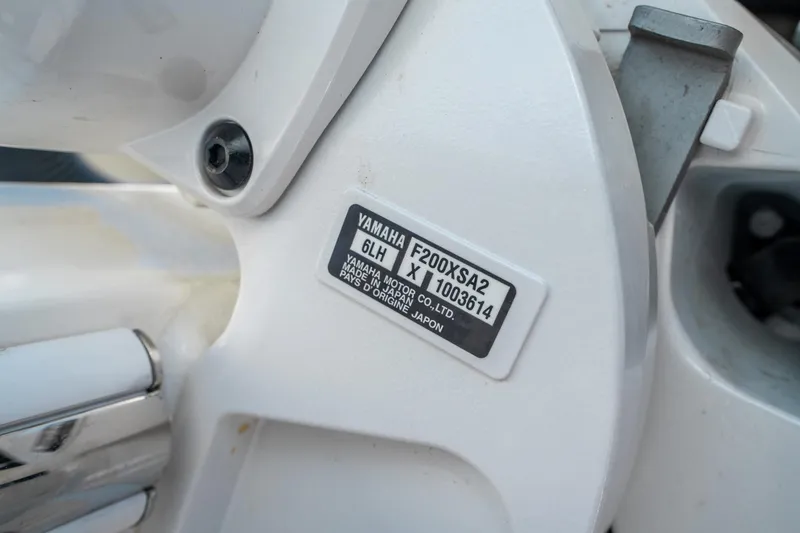 YAMAHA F200XSA2
6LH X 1003614
YAMAHA MOTOR CO.,LTD.
MADE IN JAPAN
PAYS D'ORIGINE JAPON